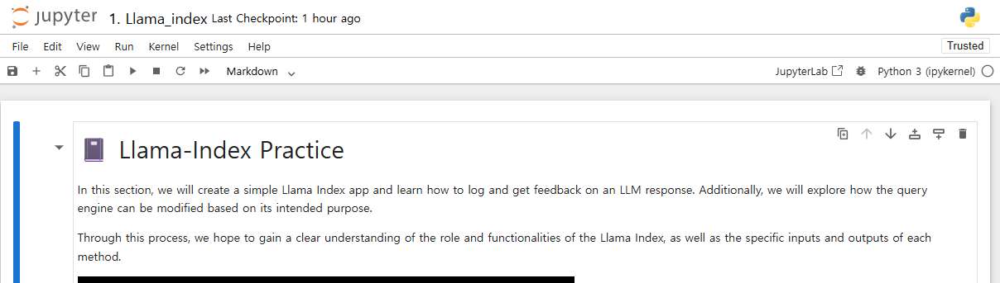 jupyter 1. Llama_index Last Checkpoint: 1 hour ago
File Edit View Run Kernel Settings Help Trusted
Markdown JupyterLab Python 3 (ipykernel)
Llama-Index Practice
In this section, we will create a simple Llama Index app and learn how to log and get feedback on an LLM response. Additionally, we will explore how the query
engine can be modified based on its intended purpose.
Through this process, we hope to gain a clear understanding of the role and functionalities of the Llama Index, as well as the specific inputs and outputs of each
method.